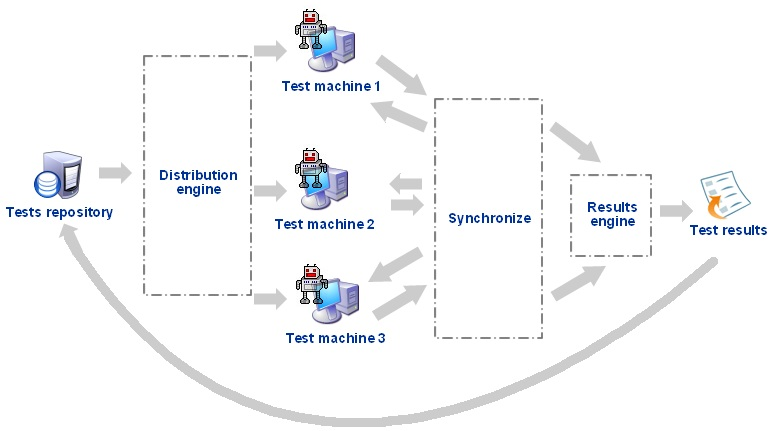 Test machine 1
Distribution
engine
Tests repository
Test machine 2
Synchronize
Results
engine
Test results
Test machine 3